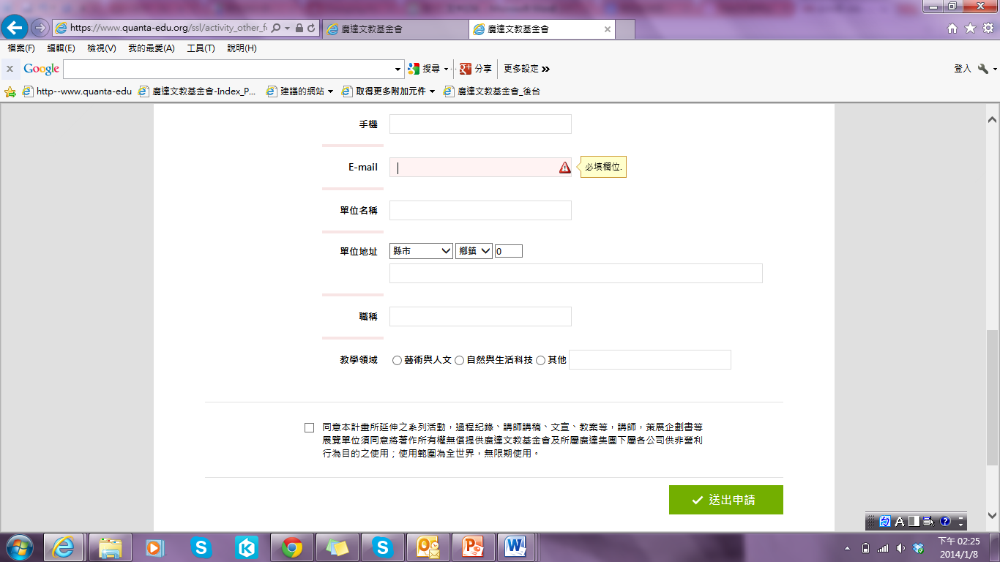 https://www.quanta-edu.org/ssl/activity_other_f
廣達文教基金會
廣達文教基金會
檔案(F) 編輯(E) 檢視(V) 我的最愛(A) 工具(T) 說明(H)
x Google 搜尋 分享 更多設定 登入
http--www.quanta-edu 廣達文教基金會-Index_P... 建議的網站 取得更多附加元件 廣達文教基金會_後台
手機
E-mail 必填欄位.
單位名稱
單位地址 縣市 鄉鎮 0
職稱
教學領域 藝術與人文 自然與生活科技 其他
同意本計畫所延伸之系列活動，過程紀錄、講師講稿、文宣、教案等，講師，策展企劃書等
展覽單位須同意將著作所有權無償提供廣達文教基金會及所屬廣達集團下屬各公司供非營利
行為目的之使用；使用範圍為全世界，無限期使用。
送出申請
下午 02:25
2014/1/8